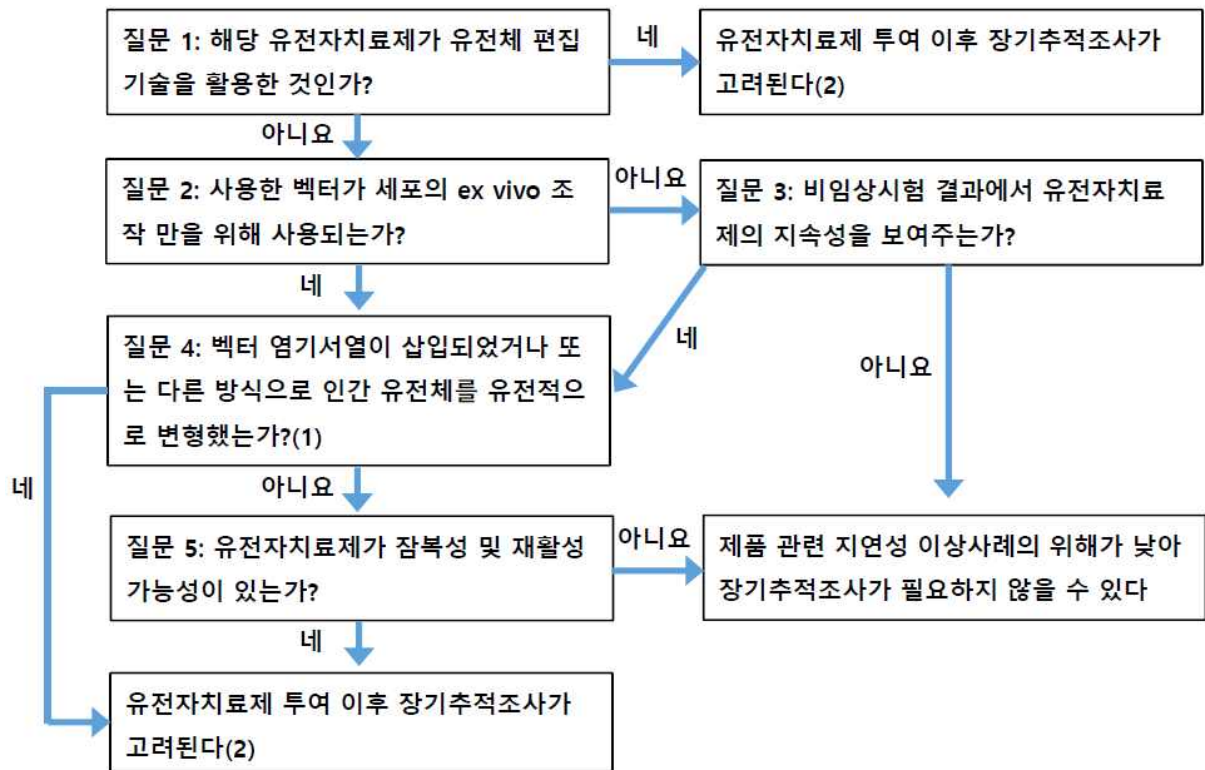 질문 1: 해당 유전자치료제가 유전체 편집
기술을 활용한 것인가?
네
유전자치료제 투여 이후 장기추적조사가
고려된다(2)
아니요
질문 2: 사용한 벡터가 세포의 ex vivo 조
작 만을 위해 사용되는가?
아니요
질문 3: 비임상시험 결과에서 유전자치료
제의 지속성을 보여주는가?
네
네
아니요
질문 4: 벡터 염기서열이 삽입되었거나 또
는 다른 방식으로 인간 유전체를 유전적으
로 변형했는가?(1)
네
아니요
질문 5: 유전자치료제가 잠복성 및 재활성
가능성이 있는가?
아니요
제품 관련 지연성 이상사례의 위해가 낮아
장기추적조사가 필요하지 않을 수 있다
네
유전자치료제 투여 이후 장기추적조사가
고려된다(2)